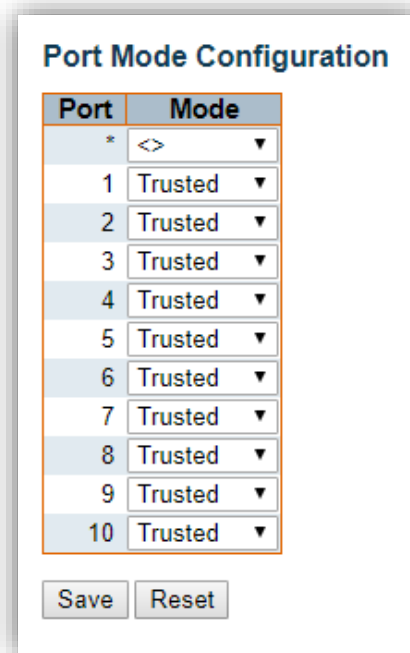 Port Mode Configuration
Port Mode
* <>
1 Trusted
2 Trusted
3 Trusted
4 Trusted
5 Trusted
6 Trusted
7 Trusted
8 Trusted
9 Trusted
10 Trusted
Save Reset